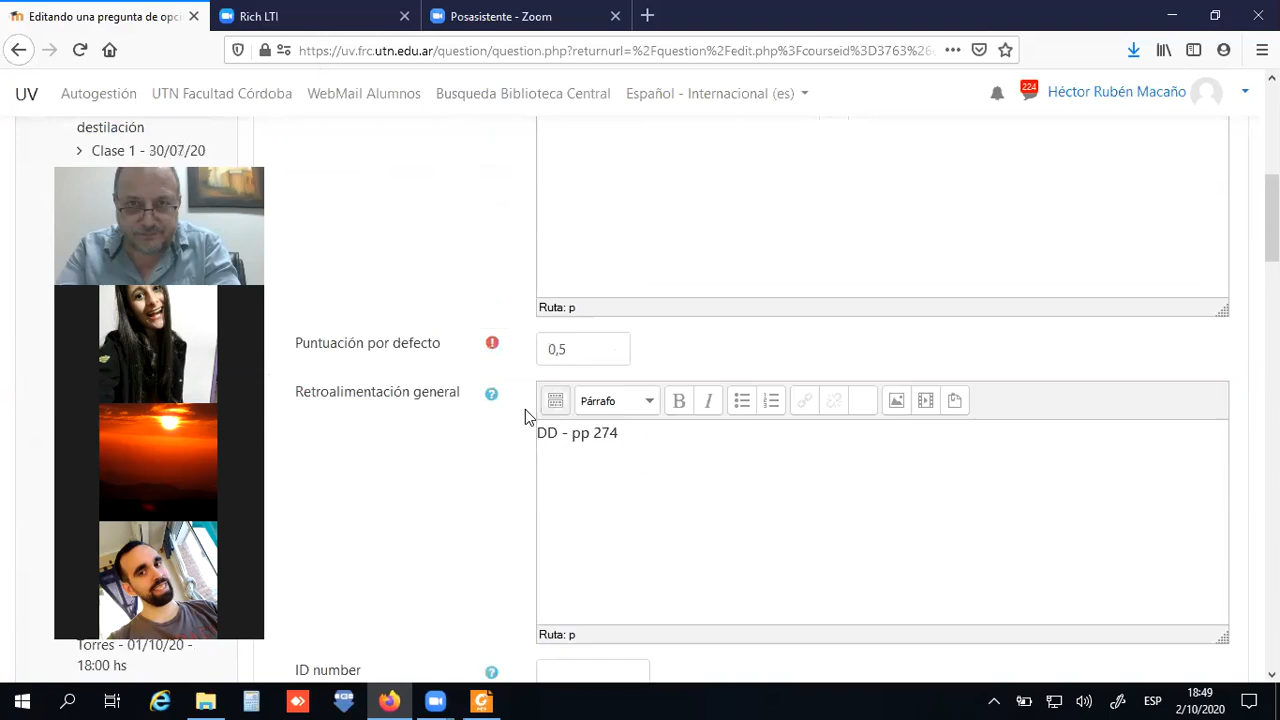 Editando una pregunta de opci
Rich LTI
Posasistente - Zoom
https://uv.frc.utn.edu.ar/question/question.php?returnurl=%2Fquestion%2Fedit.php%3Fcourseid%3D3763%26c
UV
Autogestión
UTN Facultad Córdoba
WebMail Alumnos
Busqueda Biblioteca Central
Español - Internacional (es)
224
Héctor Rubén Macaño
destilación
Clase 1 - 30/07/20
Ruta: p
Puntuación por defecto
0,5
Retroalimentación general
Párrafo
B I
DD - pp 274
Ruta: p
Torres - 01/10/20 -
18:00 hs
ID number
ESP
18:49
2/10/2020